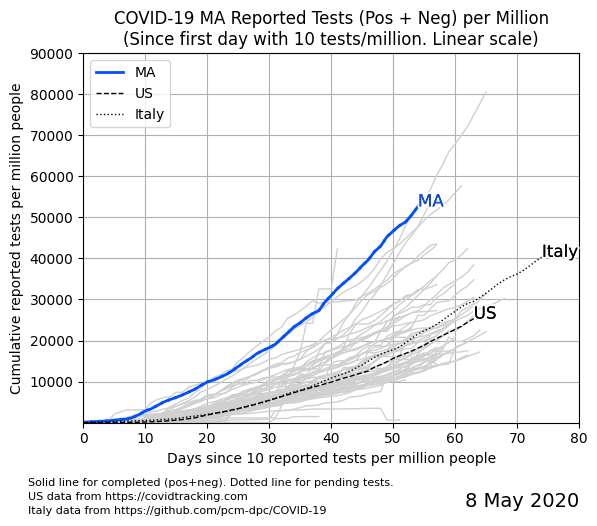 COVID-19 MA Reported Tests (Pos + Neg) per Million
(Since first day with 10 tests/million. Linear scale)
Cumulative reported tests per million people
90000
80000
70000
60000
50000
40000
30000
20000
10000
MA
US
Italy
MA
Italy
US
0 10 20 30 40 50 60 70 80
Days since 10 reported tests per million people
Solid line for completed (pos+neg). Dotted line for pending tests.
US data from https://covidtracking.com
Italy data from https://github.com/pcm-dpc/COVID-19
8 May 2020